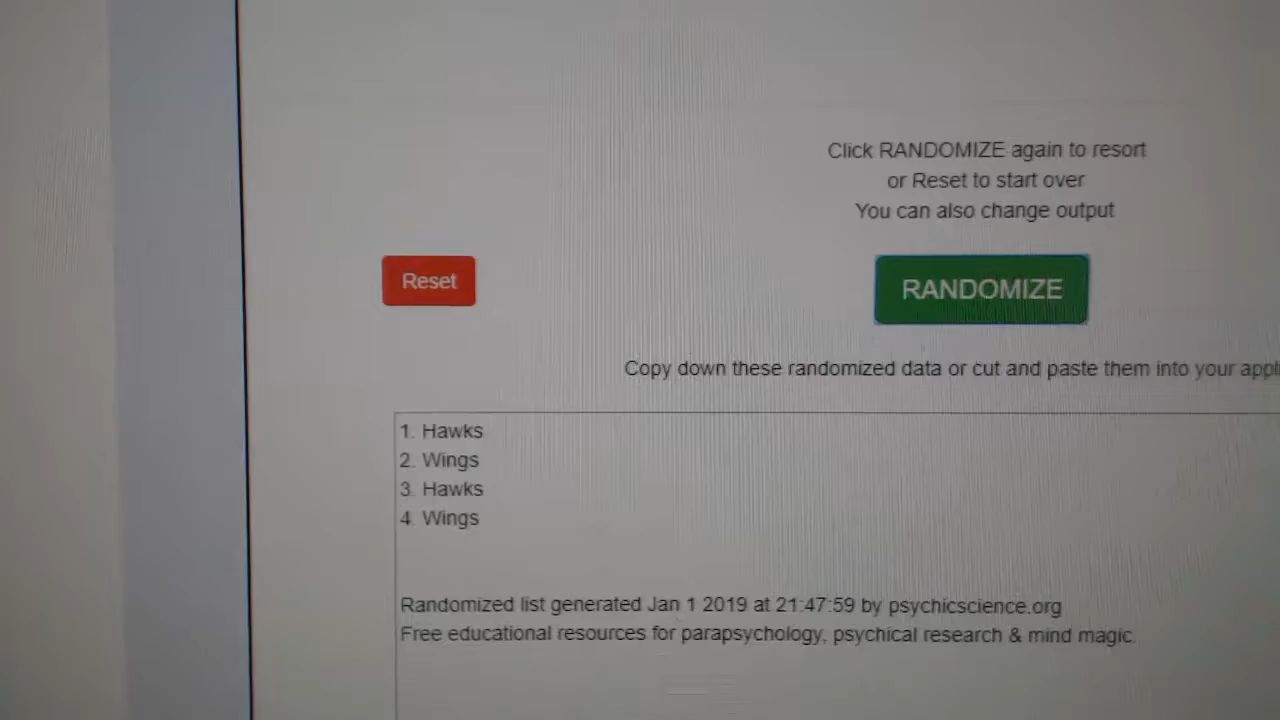 Click RANDOMIZE again to resort
or Reset to start over
You can also change output
Reset
RANDOMIZE
Copy down these randomized data or cut and paste them into your appli
1. Hawks
2. Wings
3. Hawks
4. Wings
Randomized list generated Jan 1 2019 at 21:47:59 by psychicscience.org
Free educational resources for parapsychology, psychical research & mind magic.